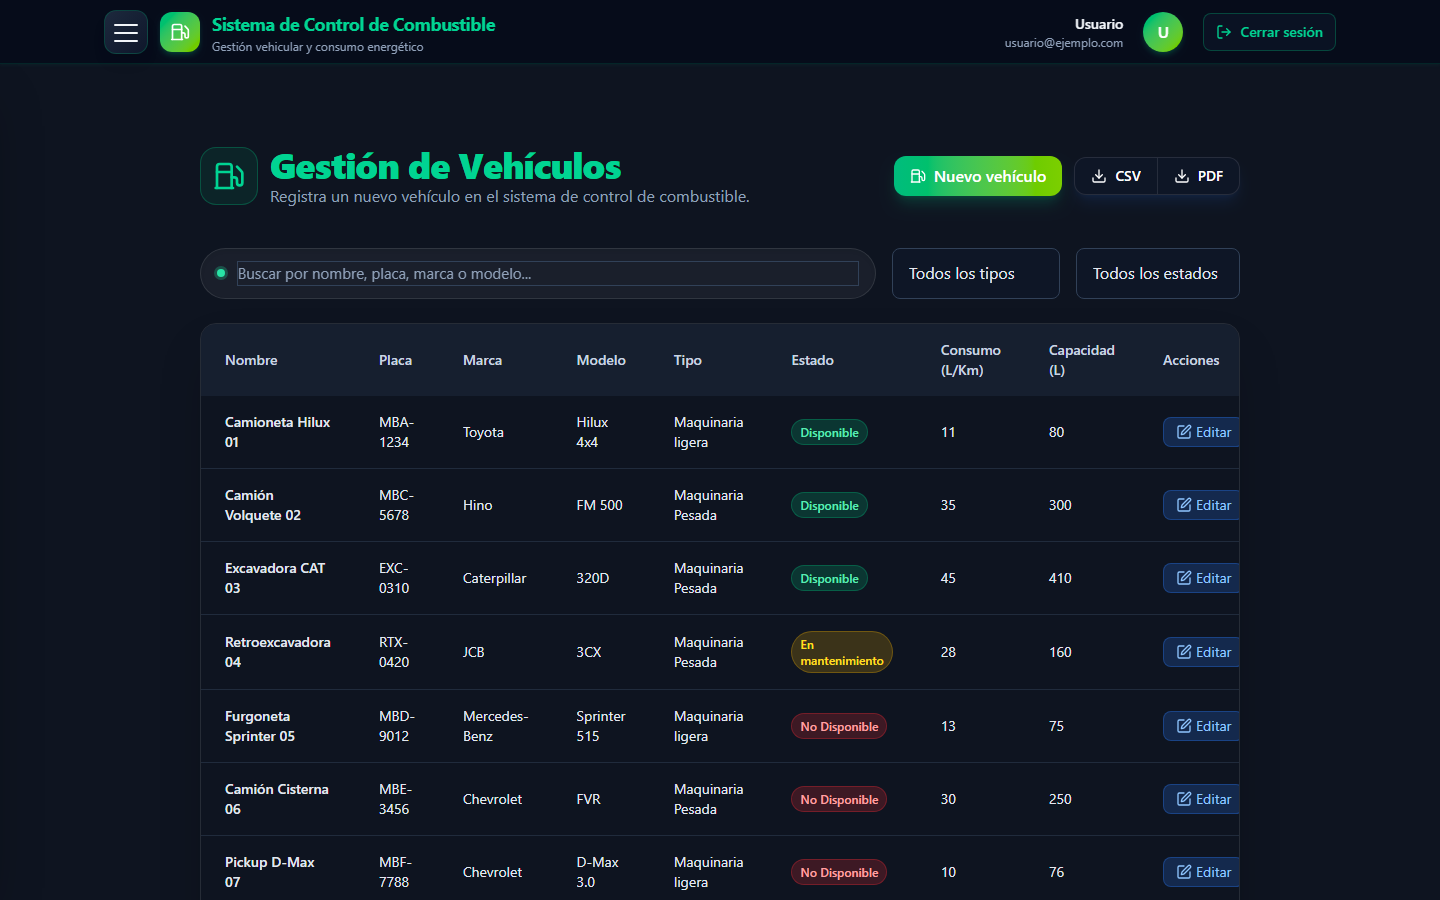 Sistema de Control de Combustible
Gestión vehicular y consumo energético
Usuario
usuario@ejemplo.com
U
Cerrar sesión
Gestión de Vehículos
Registra un nuevo vehículo en el sistema de control de combustible.
Nuevo vehículo
CSV
PDF
Buscar por nombre, placa, marca o modelo...
Todos los tipos
Todos los estados
Nombre Placa Marca Modelo Tipo Estado Consumo (L/Km) Capacidad (L) Acciones
Camioneta Hilux 01 MBA-1234 Toyota Hilux 4x4 Maquinaria ligera Disponible 11 80 Editar
Camión Volquete 02 MBC-5678 Hino FM 500 Maquinaria Pesada Disponible 35 300 Editar
Excavadora CAT 03 EXC-0310 Caterpillar 320D Maquinaria Pesada Disponible 45 410 Editar
Retroexcavadora 04 RTX-0420 JCB 3CX Maquinaria Pesada En mantenimiento 28 160 Editar
Furgoneta Sprinter 05 MBD-9012 Mercedes-Benz Sprinter 515 Maquinaria ligera No Disponible 13 75 Editar
Camión Cisterna 06 MBE-3456 Chevrolet FVR Maquinaria Pesada No Disponible 30 250 Editar
Pickup D-Max 07 MBF-7788 Chevrolet D-Max 3.0 Maquinaria ligera No Disponible 10 76 Editar